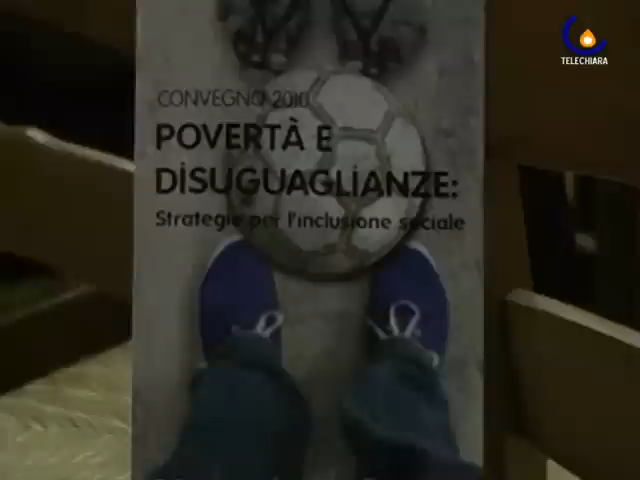 TELECHIARA
CONVEGNO 2010
POVERTÀ E
DISUGUAGLIANZE:
Strategie per l'inclusione sociale